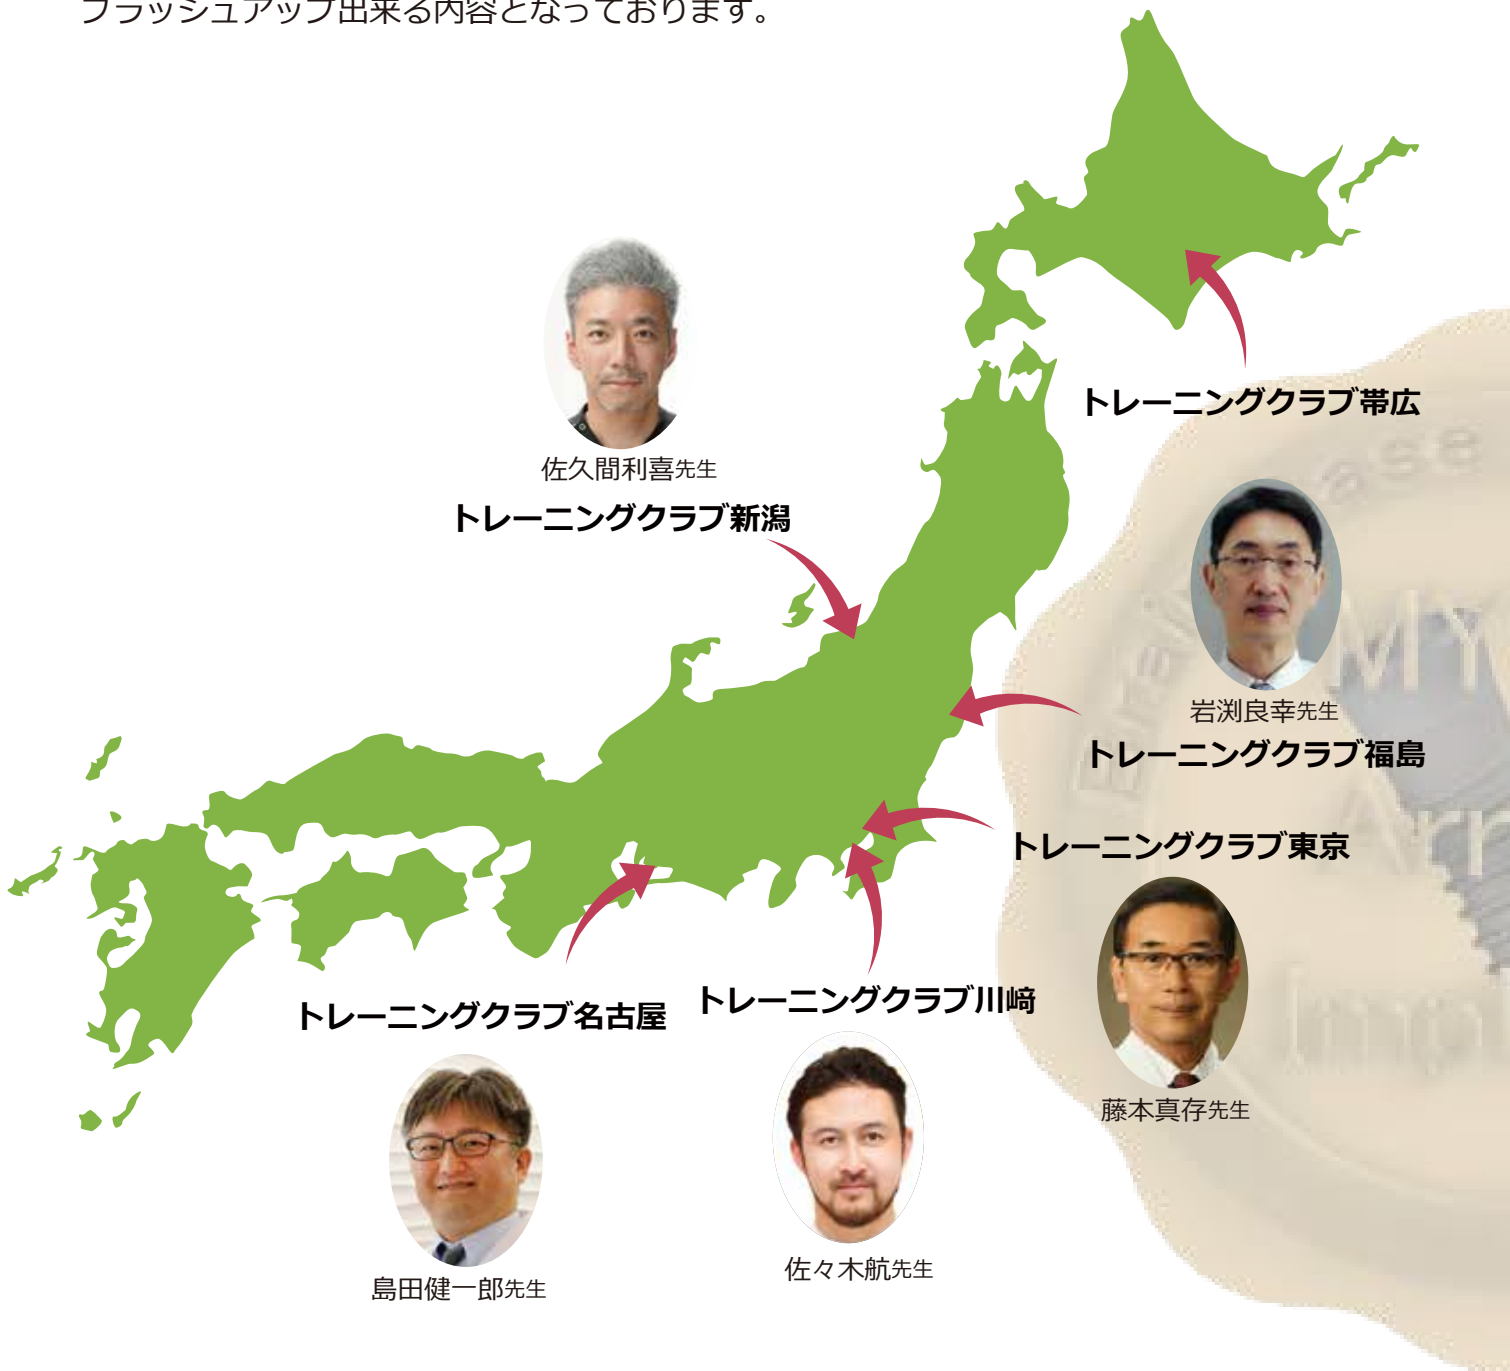 ブラッシュアップ出来る内容となっております。
トレーニングクラブ帯広
佐久間利喜先生
トレーニングクラブ新潟
岩渕良幸先生
トレーニングクラブ福島
トレーニングクラブ東京
藤本真存先生
トレーニングクラブ川﨑
佐々木航先生
トレーニングクラブ名古屋
島田健一郎先生
MY